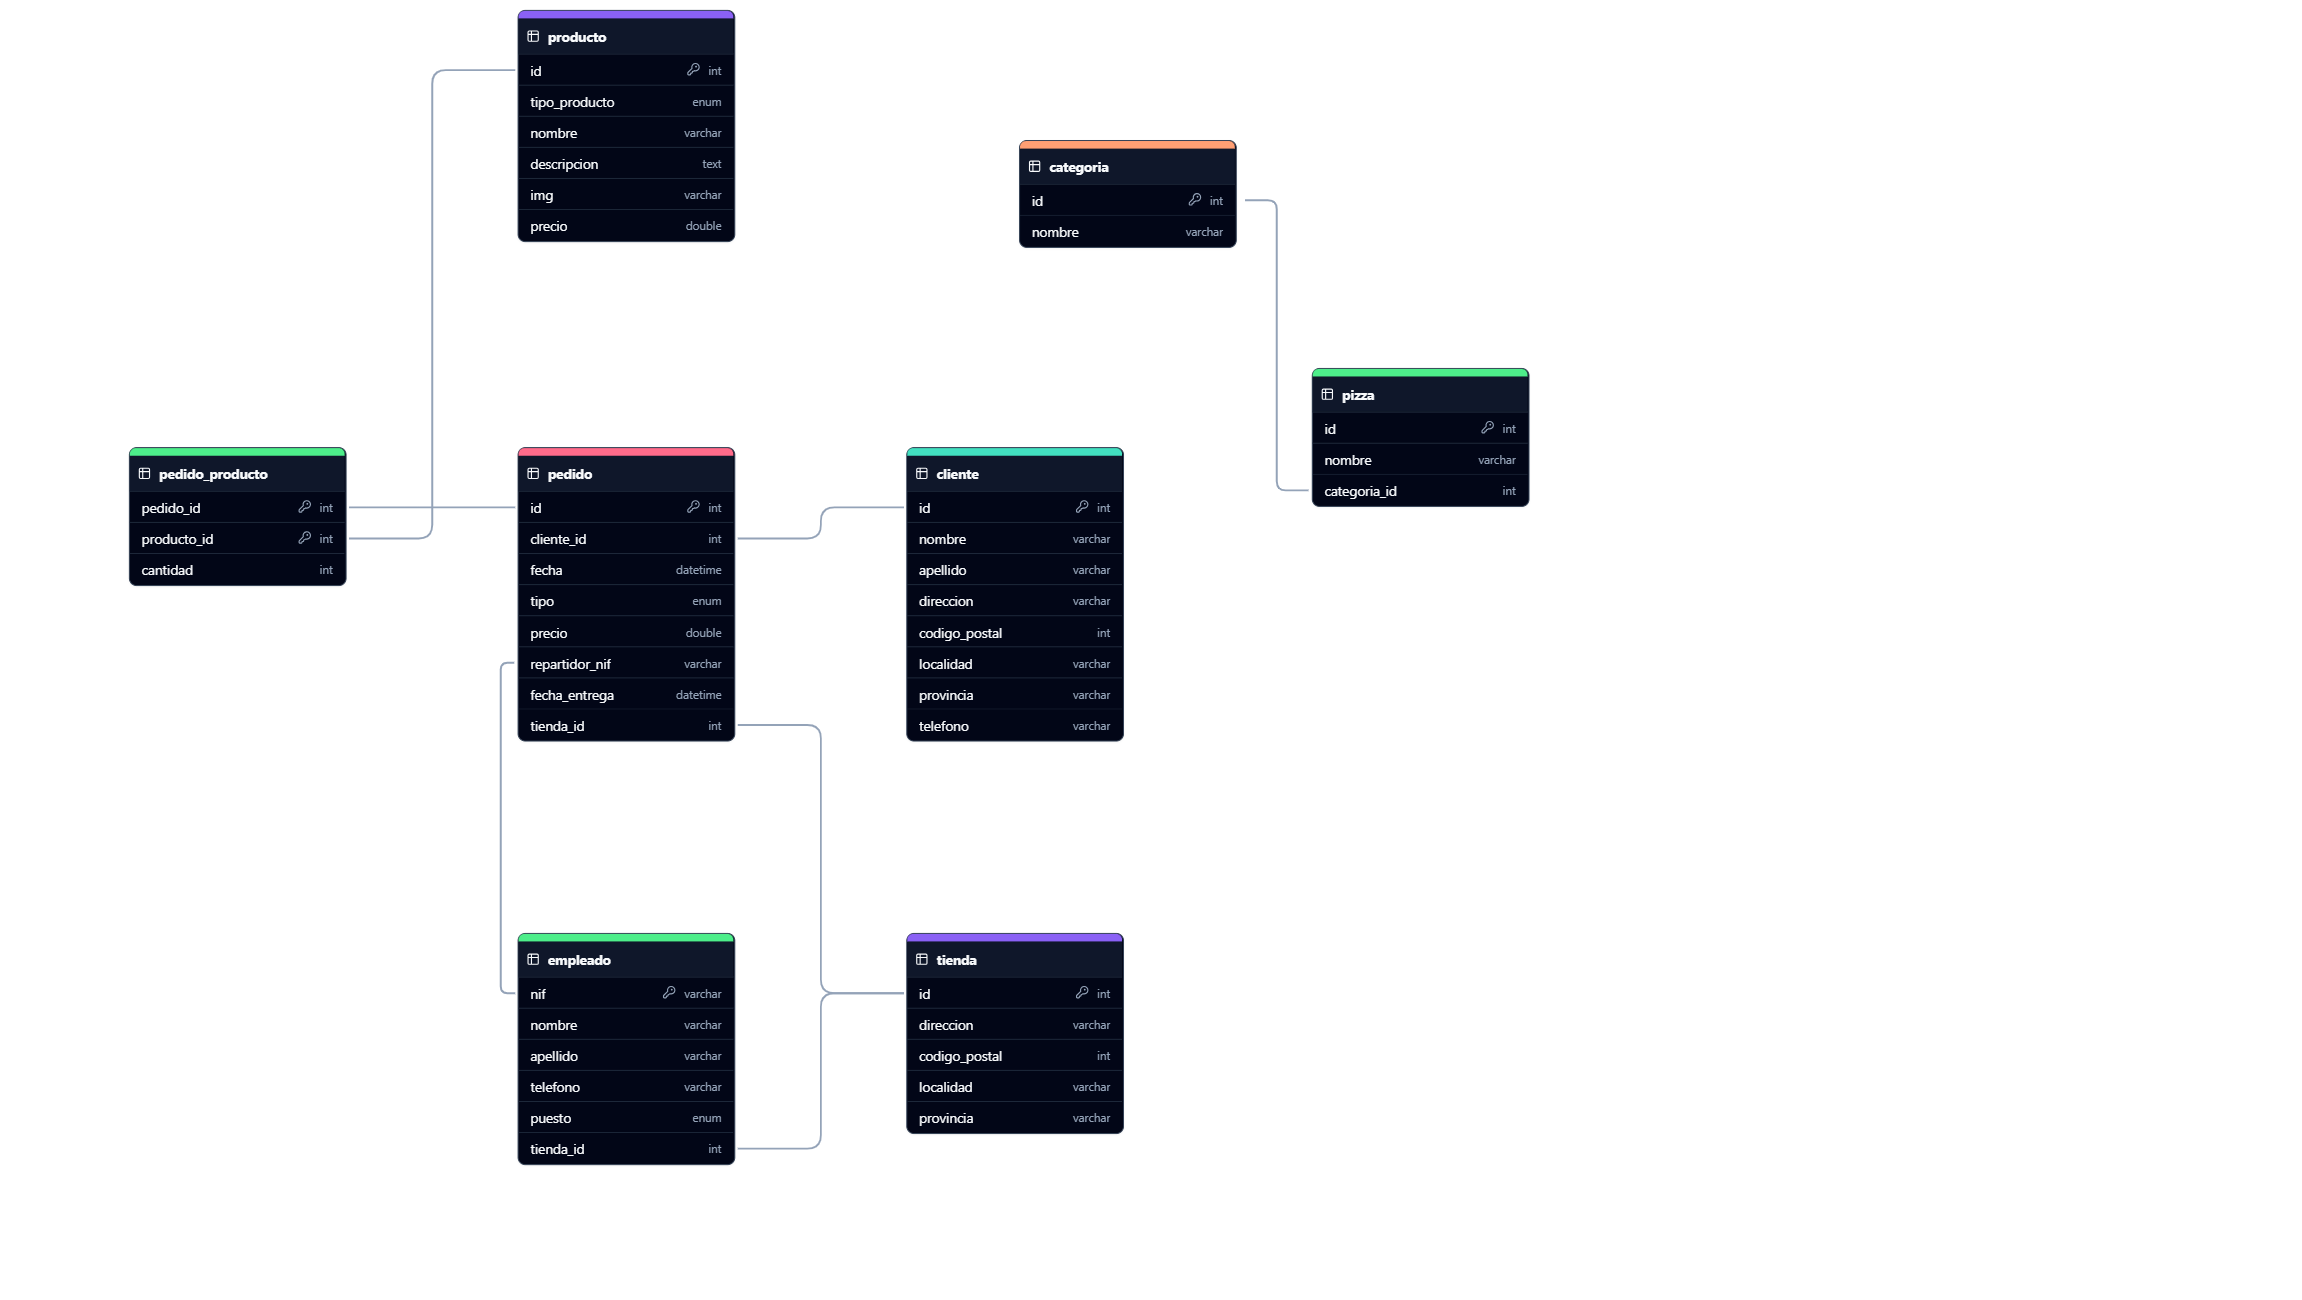 producto
id int
tipo_producto enum
nombre varchar
descripcion text
img varchar
precio double
categoria
id int
nombre varchar
pizza
id int
nombre varchar
categoria_id int
pedido_producto
pedido_id int
producto_id int
cantidad int
pedido
id int
cliente_id int
fecha datetime
tipo enum
precio double
repartidor_nif varchar
fecha_entrega datetime
tienda_id int
cliente
id int
nombre varchar
apellido varchar
direccion varchar
codigo_postal int
localidad varchar
provincia varchar
telefono varchar
empleado
nif varchar
nombre varchar
apellido varchar
telefono varchar
puesto enum
tienda_id int
tienda
id int
direccion varchar
codigo_postal int
localidad varchar
provincia varchar